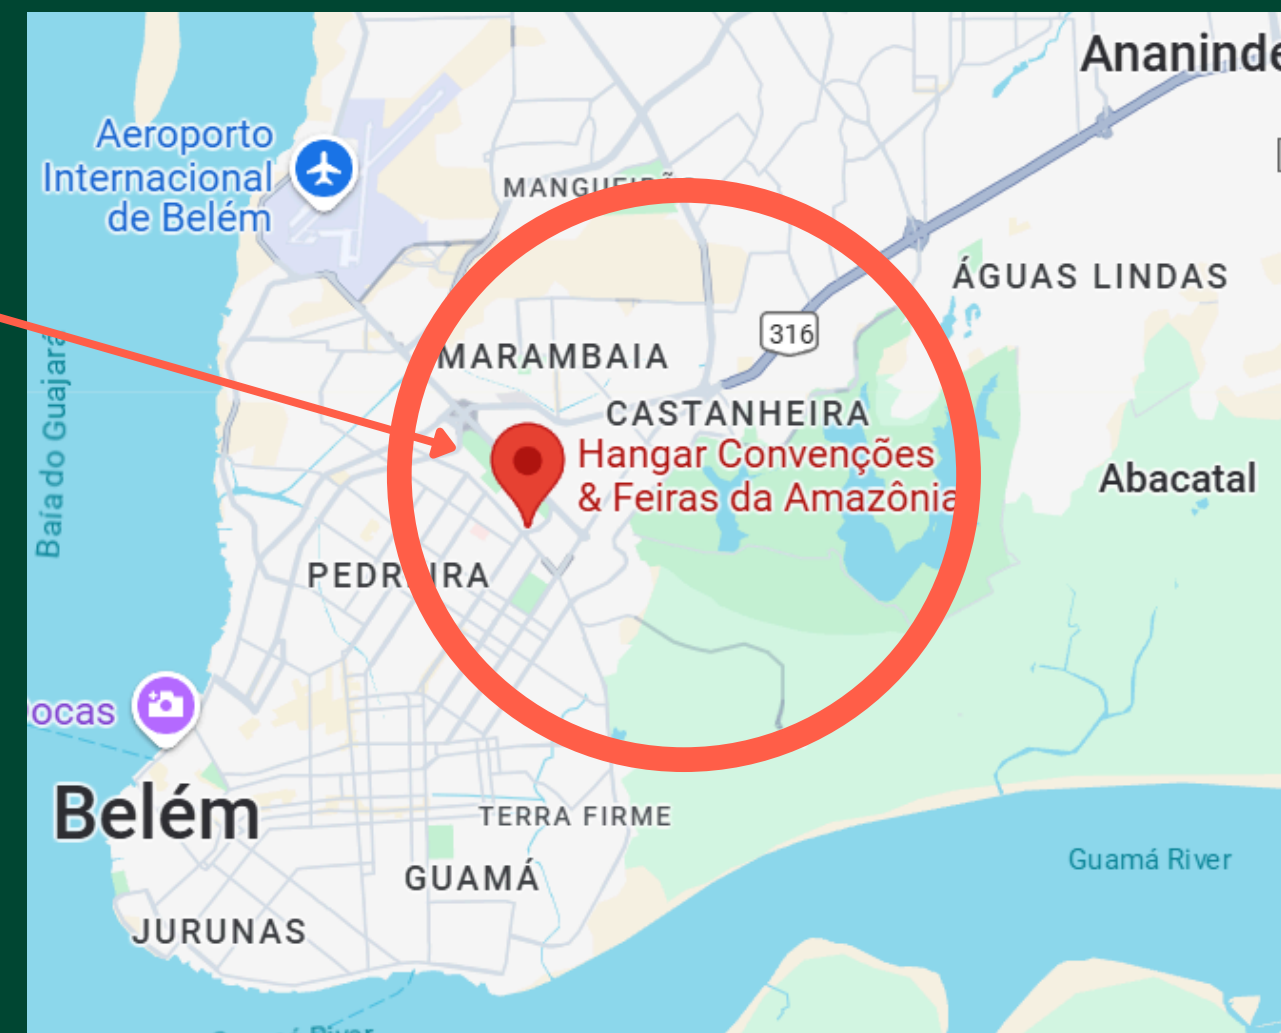 Ananinde
Aeroporto
Internacional
de Belém
ÁGUAS LINDAS
316
MARAMBAIA
CASTANHEIRA
Hangar Convenções
& Feiras da Amazônia
Baía do Guajará
Abacatal
ocas
Belém
TERRA FIRME
Guamá River
GUAMÁ
JURUNAS
River